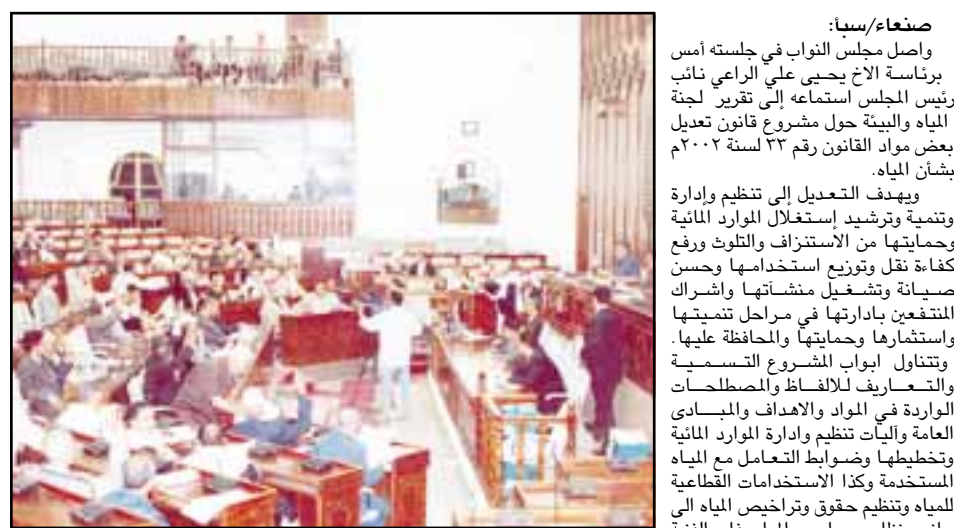 صنعاء/سبأ:
واصل مجلس النواب في جلسته أمس
برئاسة الاخ يحيى علي الراعي نائب
رئيس المجلس استماعه إلى تقرير لجنة
المياه والبيئة حول مشروع قانون تعديل
بعض مواد القانون رقم ٣٣ لسنة ٢٠٠٢م
بشأن المياه.
ويهدف التعديل إلى تنظيم وإدارة
وتنمية وترشيد إستغلال الموارد المائية
وحمايتها من الاستنزاف والتلوث ورفع
كفاءة نقل وتوزيع استخدامها وحسن
صيانة وتشغيل منشآتها واشراك
المنتفعين بادارتها في مراحل تنميتها
واستثمارها وحمايتها والمحافظة عليها.
وتتناول ابواب المشروع التسمية
والتعاريف للالفاظ والمصطلحات
الواردة في المواد والاهداف والمبادى
العامة وآليات تنظيم وادارة الموارد المائية
وتخطيطها وضوابط التعامل مع المياه
المستخدمة وكذا الاستخدامات القطاعية
للمياه وتنظيم حقوق وتراخيص المياه الى